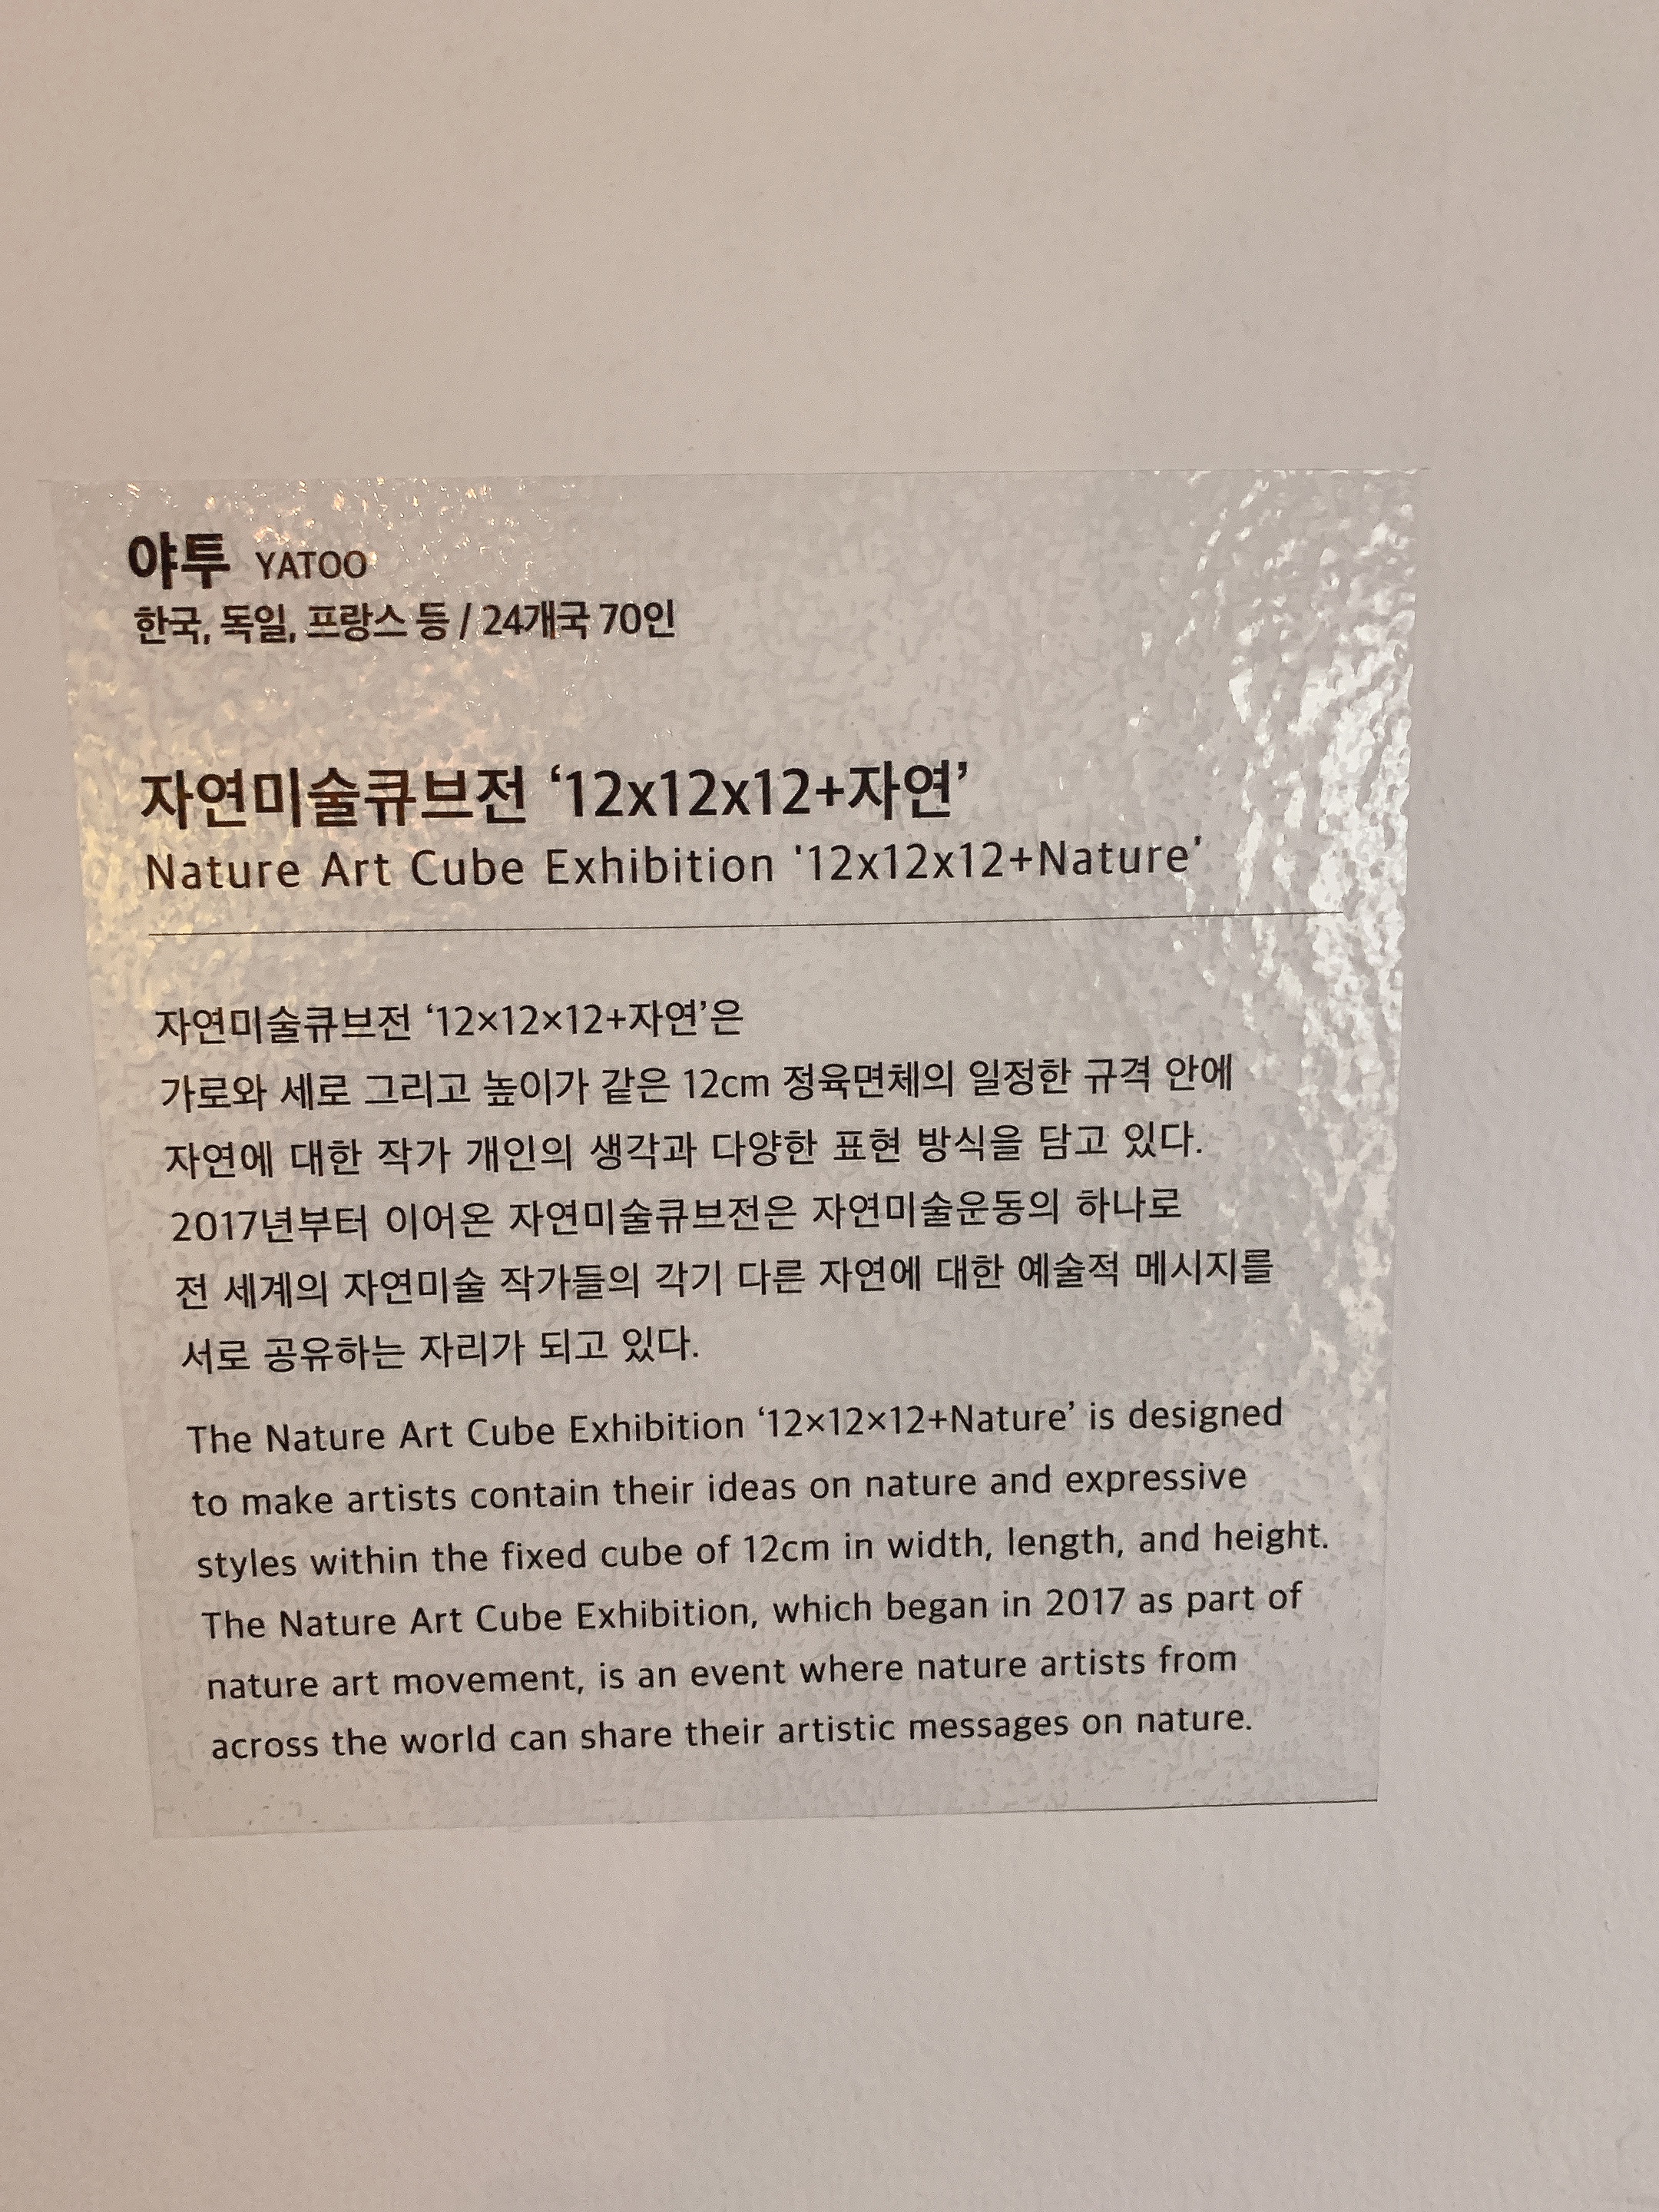 야투 YATOO
한국, 독일, 프랑스 등 / 24개국 70인
자연미술큐브전 ‘12x12x12+자연’
Nature Art Cube Exhibition '12x12x12+Nature'
자연미술큐브전 ‘12×12×12+자연’은
가로와 세로 그리고 높이가 같은 12cm 정육면체의 일정한 규격 안에
자연에 대한 작가 개인의 생각과 다양한 표현 방식을 담고 있다.
2017년부터 이어온 자연미술큐브전은 자연미술운동의 하나로
전 세계의 자연미술 작가들의 각기 다른 자연에 대한 예술적 메시지를
서로 공유하는 자리가 되고 있다.
The Nature Art Cube Exhibition ‘12×12×12+Nature’ is designed
to make artists contain their ideas on nature and expressive
styles within the fixed cube of 12cm in width, length, and height.
The Nature Art Cube Exhibition, which began in 2017 as part of
nature art movement, is an event where nature artists from
across the world can share their artistic messages on nature.